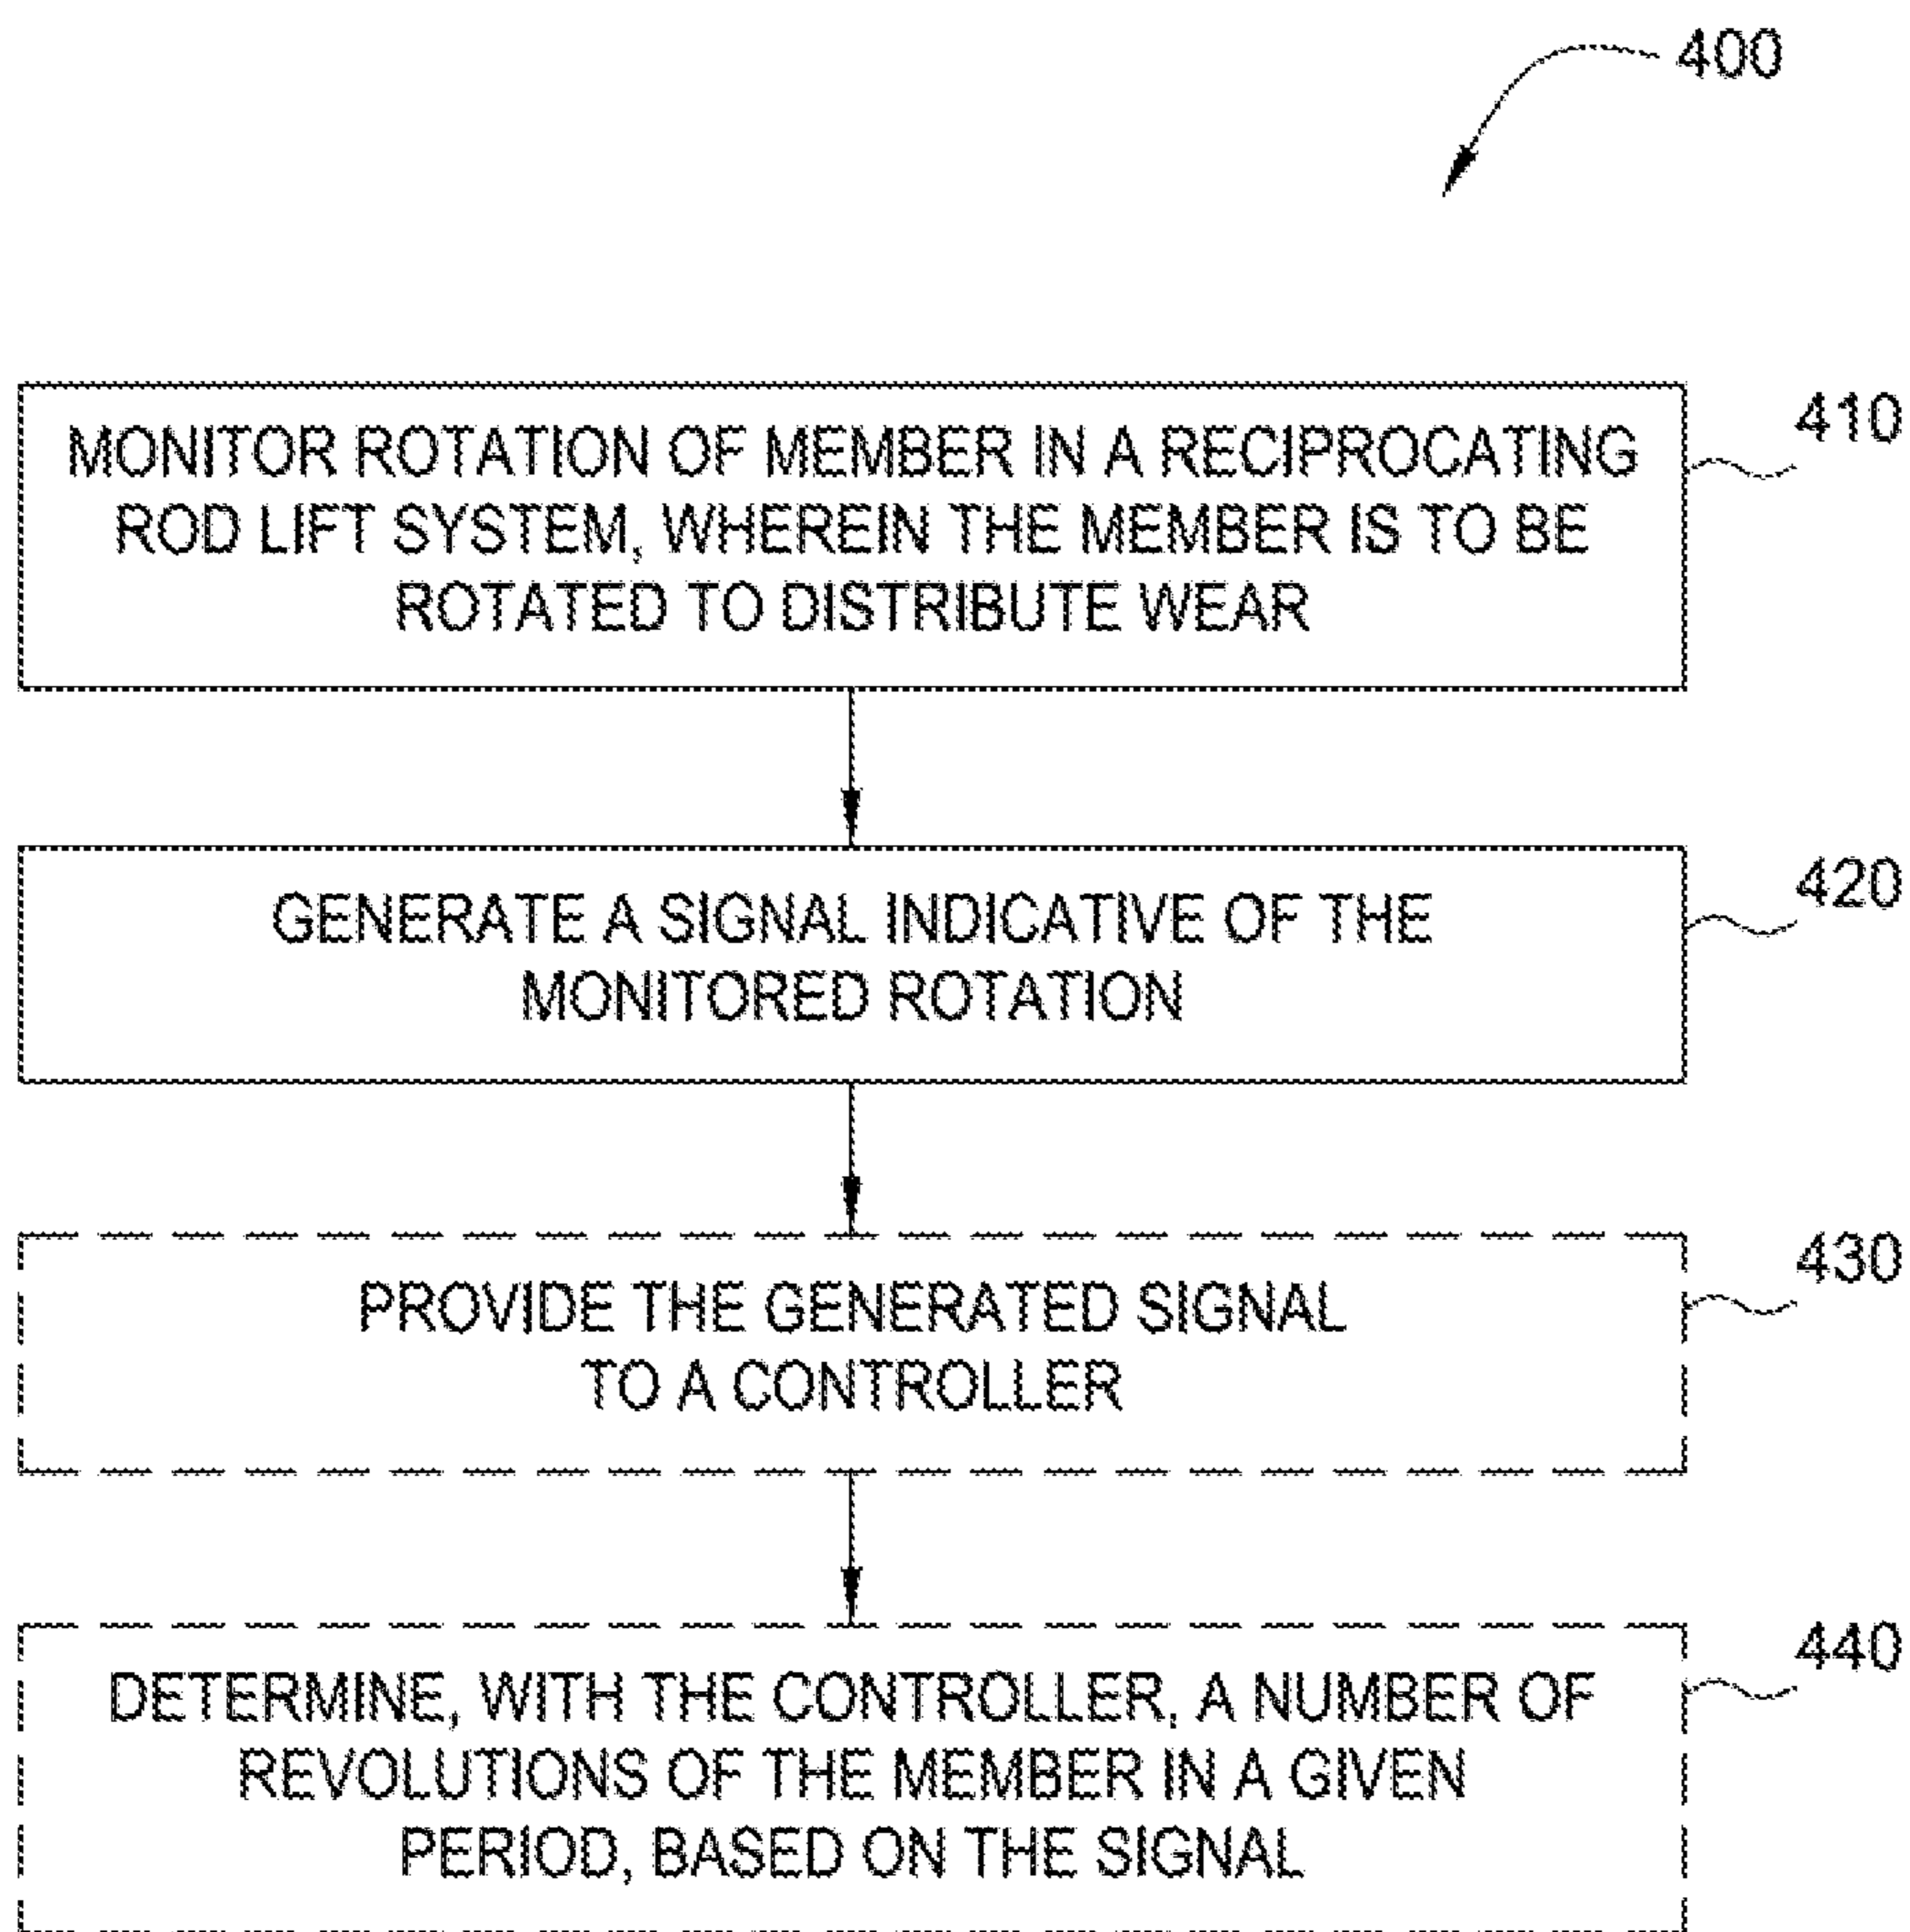 400
MONITOR ROTATION OF MEMBER IN A RECIPROCATING
ROD LIFT SYSTEM, WHEREIN THE MEMBER IS TO BE
ROTATED TO DISTRIBUTE WEAR
410
GENERATE A SIGNAL INDICATIVE OF THE
MONITORED ROTATION
420
PROVIDE THE GENERATED SIGNAL
TO A CONTROLLER
430
DETERMINE, WITH THE CONTROLLER, A NUMBER OF
REVOLUTIONS OF THE MEMBER IN A GIVEN
PERIOD, BASED ON THE SIGNAL
440